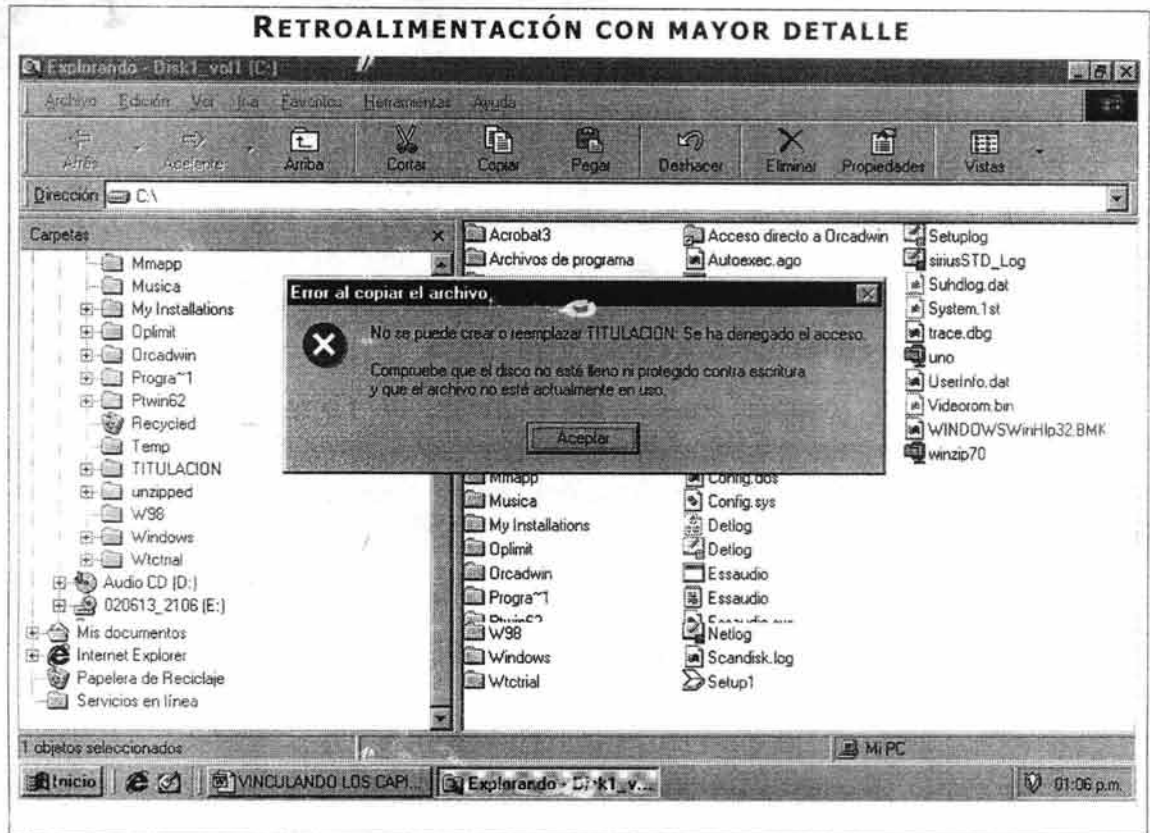 RETROALIMENTACIÓN CON MAYOR DETALLE
Explorando - Disk1_vol1 (C:)
Archivo Edición Ver Ir a Favoritos Herramientas Ayuda
Atrás Adelante Arriba Cortar Copiar Pegar Deshacer Eliminar Propiedades Vistas
Dirección C:\
Carpetas
Mmapp
Musica
My Installations
Oplimit
Orcadwin
Progra~1
Ptwin62
Recycled
Temp
TITULACION
unzipped
W98
Windows
Wtctrial
Audio CD (D:)
020613_2106 (E:)
Mis documentos
Internet Explorer
Papelera de Reciclaje
Servicios en línea
Acrobat3
Archivos de programa
Acceso directo a Orcadwin
Autoexec.ago
Setuplog
siriusSTD_Log
Suhdlog.dat
System.1st
trace.dbg
uno
UserInfo.dat
Videorom.bin
WINDOWSWinHlp32.BMK
winzip70
Error al copiar el archivo
No se puede crear o reemplazar TITULACION: Se ha denegado el acceso.
Compruebe que el disco no esté lleno ni protegido contra escritura
y que el archivo no esté actualmente en uso.
Aceptar
Mmapp
Musica
My Installations
Oplimit
Orcadwin
Progra~1
Ptwin62
W98
Windows
Wtctrial
Config.dos
Config.sys
Detlog
Detlog
Essaudio
Essaudio
Essaudio.sys
Netlog
Scandisk.log
Setup1
1 objetos seleccionados
Mi PC
Inicio
VINCULANDO LOS CAPI...
Explorando - Disk1_v...
01:06 p.m.